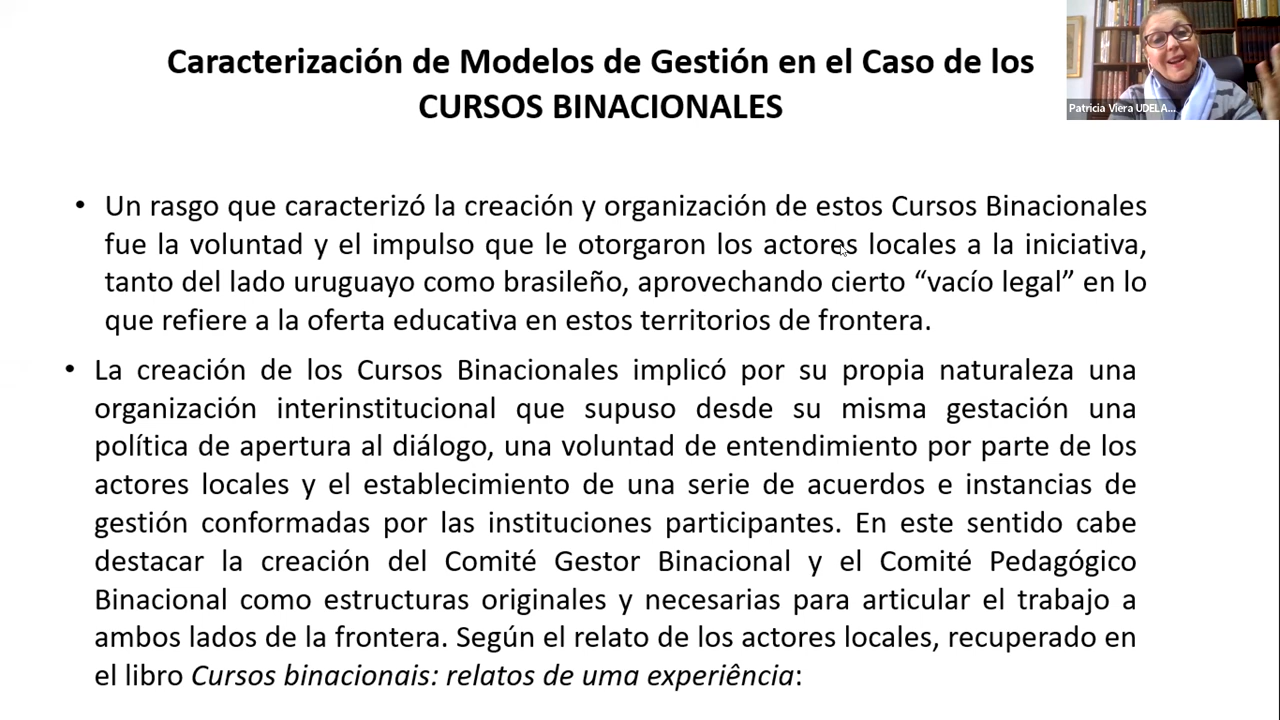 Caracterización de Modelos de Gestión en el Caso de los
CURSOS BINACIONALES
Patricia Viera UDELA...
• Un rasgo que caracterizó la creación y organización de estos Cursos Binacionales
fue la voluntad y el impulso que le otorgaron los actores locales a la iniciativa,
tanto del lado uruguayo como brasileño, aprovechando cierto “vacío legal” en lo
que refiere a la oferta educativa en estos territorios de frontera.
• La creación de los Cursos Binacionales implicó por su propia naturaleza una
organización interinstitucional que supuso desde su misma gestación una
política de apertura al diálogo, una voluntad de entendimiento por parte de los
actores locales y el establecimiento de una serie de acuerdos e instancias de
gestión conformadas por las instituciones participantes. En este sentido cabe
destacar la creación del Comité Gestor Binacional y el Comité Pedagógico
Binacional como estructuras originales y necesarias para articular el trabajo a
ambos lados de la frontera. Según el relato de los actores locales, recuperado en
el libro Cursos binacionais: relatos de uma experiência: